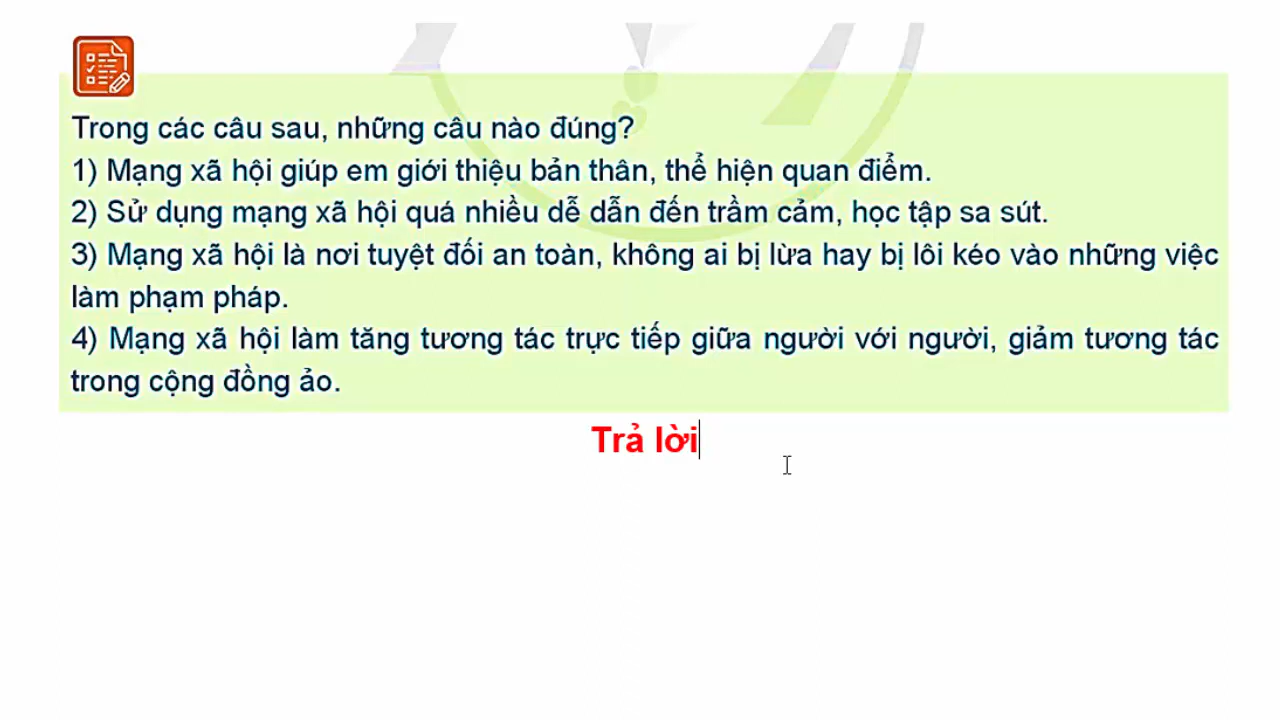 Trong các câu sau, những câu nào đúng?
1) Mạng xã hội giúp em giới thiệu bản thân, thể hiện quan điểm.
2) Sử dụng mạng xã hội quá nhiều dễ dẫn đến trầm cảm, học tập sa sút.
3) Mạng xã hội là nơi tuyệt đối an toàn, không ai bị lừa hay bị lôi kéo vào những việc
làm phạm pháp.
4) Mạng xã hội làm tăng tương tác trực tiếp giữa người với người, giảm tương tác
trong cộng đồng ảo.
Trả lời